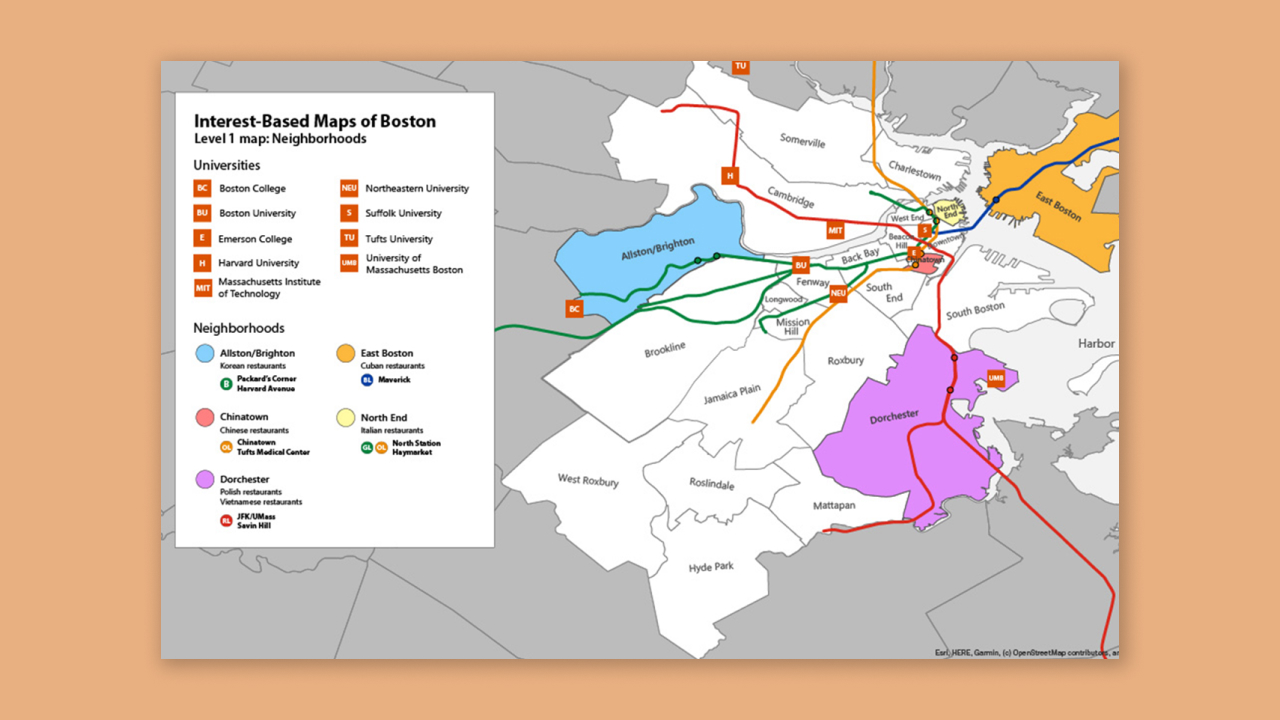 Interest-Based Maps of Boston
Level 1 map: Neighborhoods
Universities
BC Boston College
BU Boston University
E Emerson College
H Harvard University
MIT Massachusetts Institute
of Technology
NEU Northeastern University
S Suffolk University
TU Tufts University
UMB University of
Massachusetts Boston
Neighborhoods
Allston/Brighton
Korean restaurants
B Packard's Corner
Harvard Avenue
East Boston
Cuban restaurants
BL Maverick
Chinatown
Chinese restaurants
OL Chinatown
Tufts Medical Center
North End
Italian restaurants
GL OL North Station
Haymarket
Dorchester
Polish restaurants
Vietnamese restaurants
RL JFK/UMass
Savin Hill
TU
Somerville
Charlestown
H
Cambridge
North
End
East Boston
West End
MIT
S
Beacon
Hill
Downtown
Allston/Brighton
Back Bay
E
Chinatown
BU
Fenway
NEU
South
End
Longwood
BC
Mission
Hill
South Boston
Harbor
Brookline
Roxbury
UMB
Jamaica Plain
Dorchester
West Roxbury
Roslindale
Mattapan
Hyde Park
Esri, HERE, Garmin, (c) OpenStreetMap contributors, a